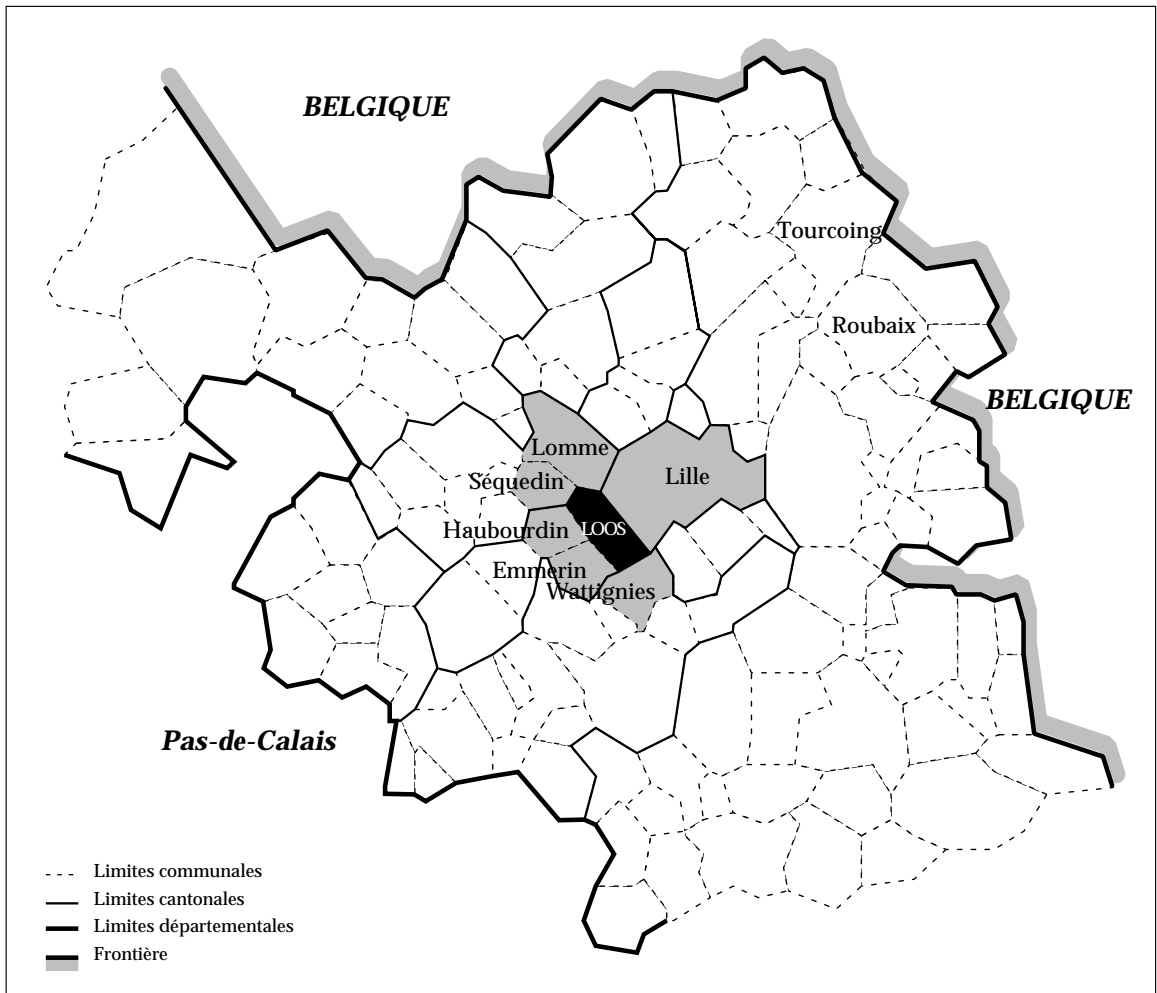 BELGIQUE
Tourcoing
Roubaix
BELGIQUE
Lomme
Lille
Séquedin
Haubourdin
LOOS
Emmerin
Wattignies
Pas-de-Calais
Limites communales
Limites cantonales
Limites départementales
Frontière